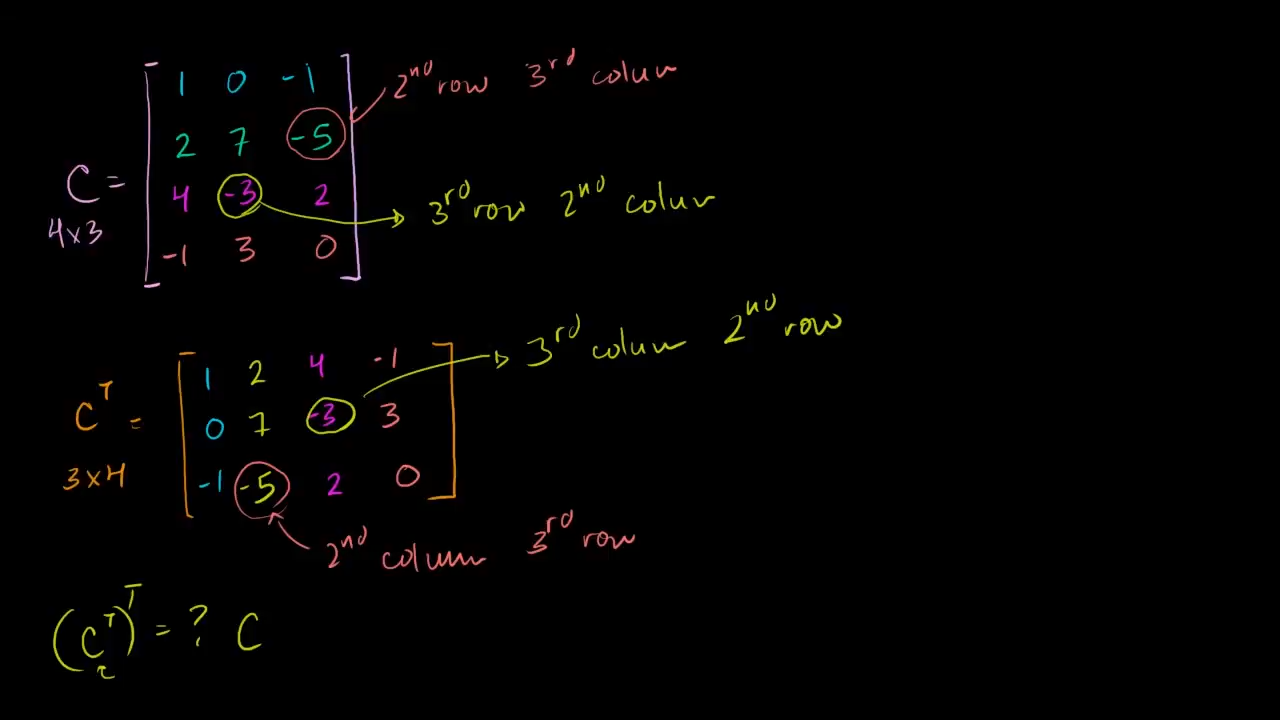 1 0 -1 2nd row 3rd colum
2 7 -5
C = 4 -3 2 3rd row 2nd colum
4x3
-1 3 0
1 2 4 -1 3rd colum 2nd row
C^T = 0 7 -3 3
3x4 -1 -5 2 0
2nd column 3rd row
(C^T)^T = ? C